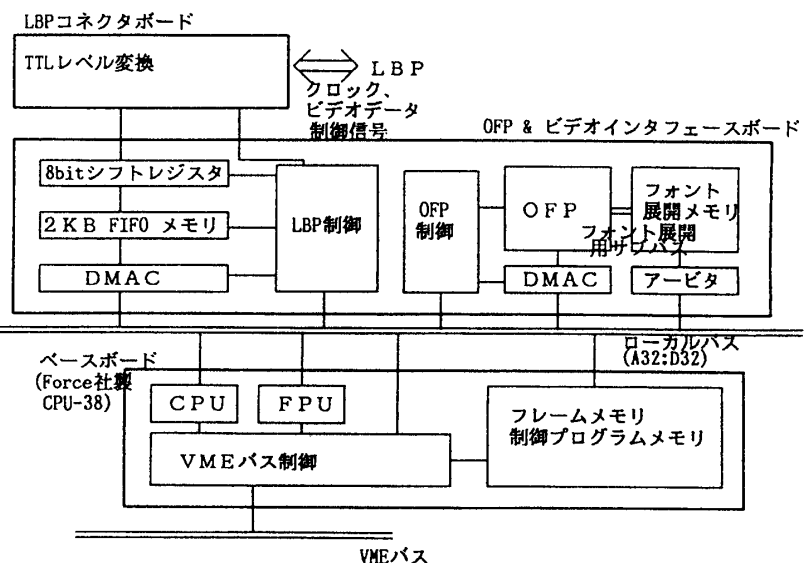 LBPコネクタボード
TTLレベル変換
LBP
クロック、
ビデオデータ
制御信号
OFP & ビデオインタフェースボード
8bitシフトレジスタ
2KB FIFO メモリ
DMAC
LBP制御
OFP
制御
OFP
フォント
展開メモリ
フォント展開
用サブバス
DMAC
アービタ
ローカルバス
(A32:D32)
ベースボード
(Force社製
CPU-38)
CPU
FPU
VMEバス制御
フレームメモリ
制御プログラムメモリ
VMEバス